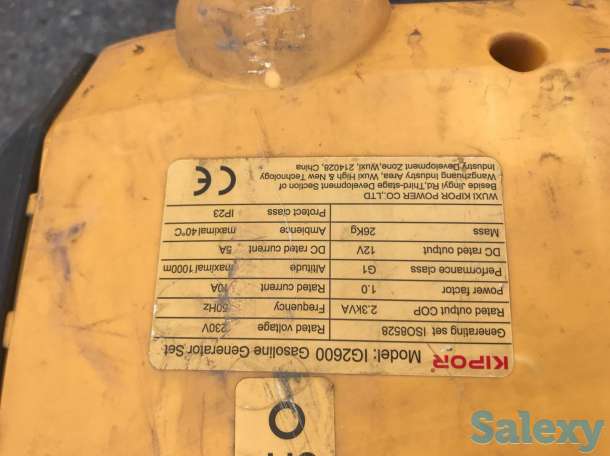 KIPOR Model: IG2600 Gasoline Generator Set
Generating set ISO8528 Rated voltage 230V
Rated output COP 2.3KVA Frequency 50Hz
Power factor 1.0 Rated current 10A
Performance class G1 Altitude maximal 1000m
DC rated output 12V DC rated current 5A
Mass 26Kg Ambience maximal 40°C
Protect class IP23
WUXI KIPOR POWER CO.,LTD
Beside Jingyi Rd,Third-stage Development Section of
Wangzhuang Industry Area, Wuxi High & New Technology
Industry Development Zone,Wuxi, 214028, China
CE
Salexy